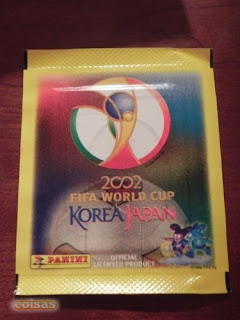 2002
FIFA WORLD CUP
KOREA JAPAN
PANINI
OFFICIAL
LICENSED PRODUCT
coisas